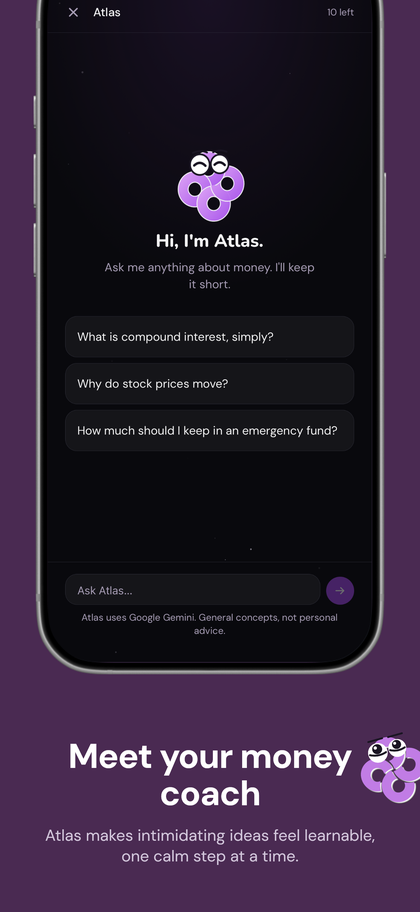 Atlas
10 left
Hi, I'm Atlas.
Ask me anything about money. I'll keep
it short.
What is compound interest, simply?
Why do stock prices move?
How much should I keep in an emergency fund?
Ask Atlas...
Atlas uses Google Gemini. General concepts, not personal
advice.
Meet your money
coach
Atlas makes intimidating ideas feel learnable,
one calm step at a time.